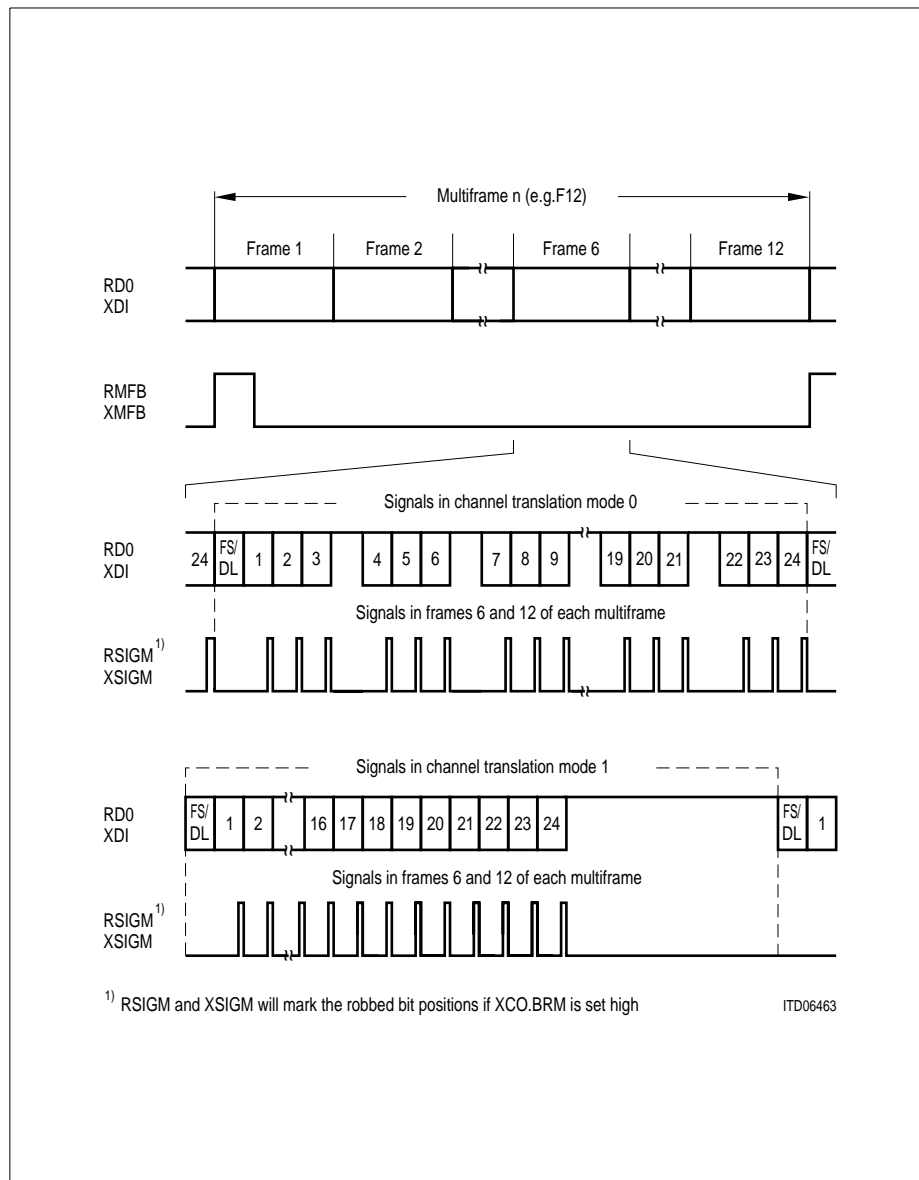 Multiframe n (e.g.F12)
Frame 1 Frame 2 Frame 6 Frame 12
RD0
XDI
RMFB
XMFB
Signals in channel translation mode 0
RD0
XDI
24 FS/DL 1 2 3 4 5 6 7 8 9 19 20 21 22 23 24 FS/DL
Signals in frames 6 and 12 of each multiframe
RSIGM 1)
XSIGM
Signals in channel translation mode 1
RD0
XDI
FS/DL 1 2 16 17 18 19 20 21 22 23 24 FS/DL 1
Signals in frames 6 and 12 of each multiframe
RSIGM 1)
XSIGM
1) RSIGM and XSIGM will mark the robbed bit positions if XCO.BRM is set high
ITD06463